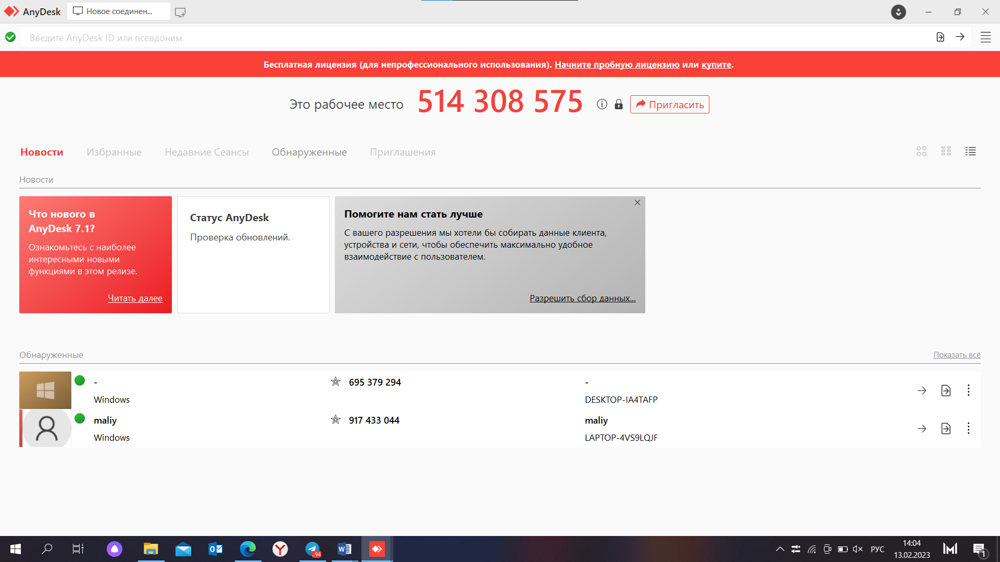 AnyDesk
Новое соединен...
Введите AnyDesk ID или псевдоним
Бесплатная лицензия (для непрофессионального использования). Начните пробную лицензию или купите.
Это рабочее место 514 308 575 Пригласить
Новости Избранные Недавние Сеансы Обнаруженные Приглашения
Новости
Что нового в
AnyDesk 7.1?
Ознакомьтесь с наиболее
интересными новыми
функциями в этом релизе.
Читать далее
Статус AnyDesk
Проверка обновлений.
Помогите нам стать лучше
С вашего разрешения мы хотели бы собирать данные клиента,
устройства и сети, чтобы обеспечить максимально удобное
взаимодействие с пользователем.
Разрешить сбор данных...
Обнаруженные Показать всё
- 695 379 294 -
Windows DESKTOP-IA4TAFP
maliy 917 433 044 maliy
Windows LAPTOP-4VS9LQJF
..94
РУС
14:04
13.02.2023
1